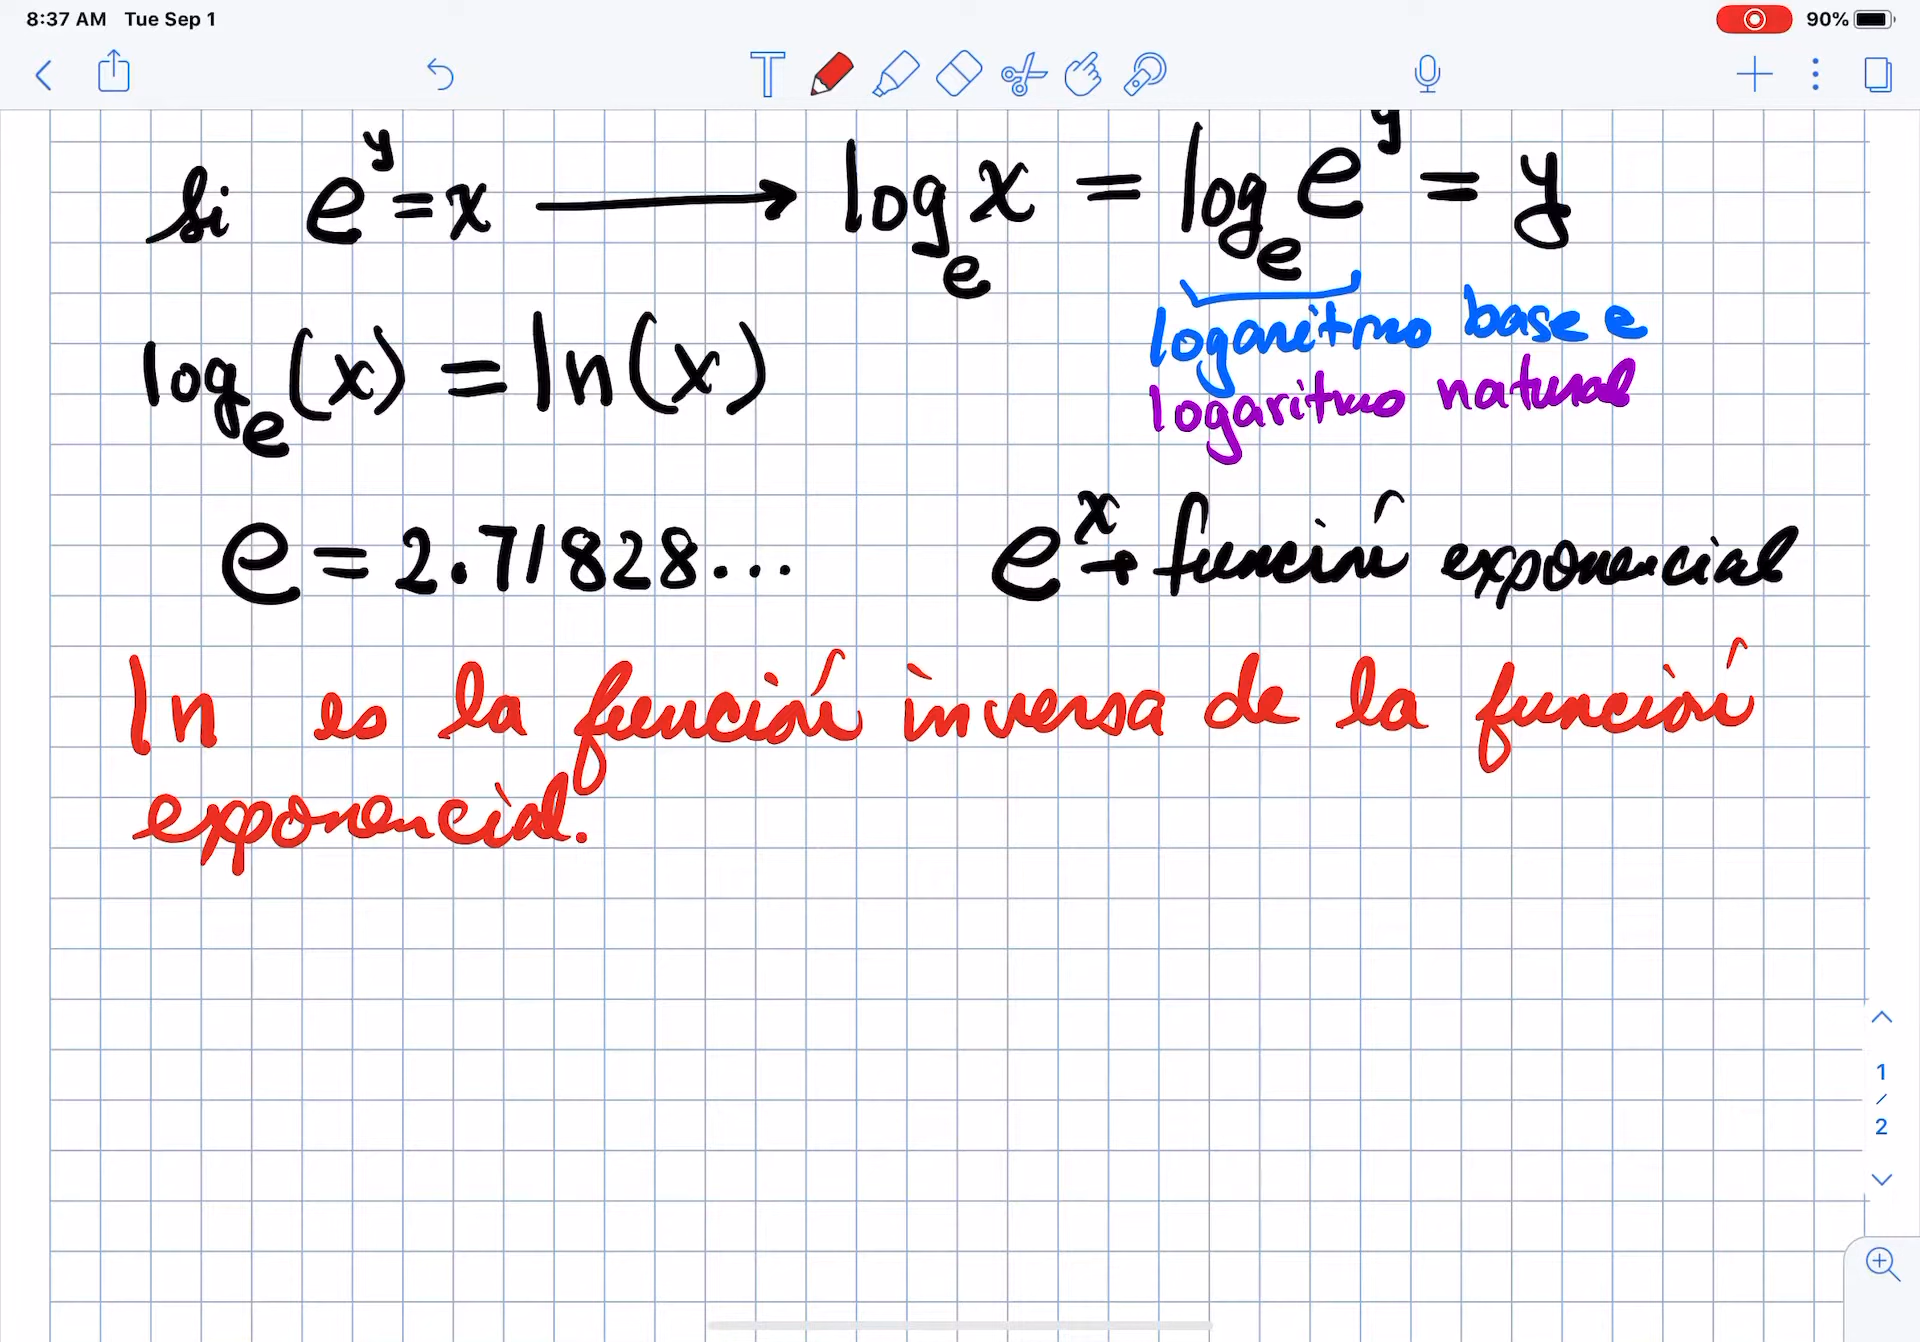 8:37 AM Tue Sep 1 90%
si e^y = x → log_e x = log_e e^y = y
logaritmo base e
log_e (x) = ln(x)
logaritmo natural
e = 2.71828... e^x → función exponencial
ln es la función inversa de la función
exponencial.
1
/
2